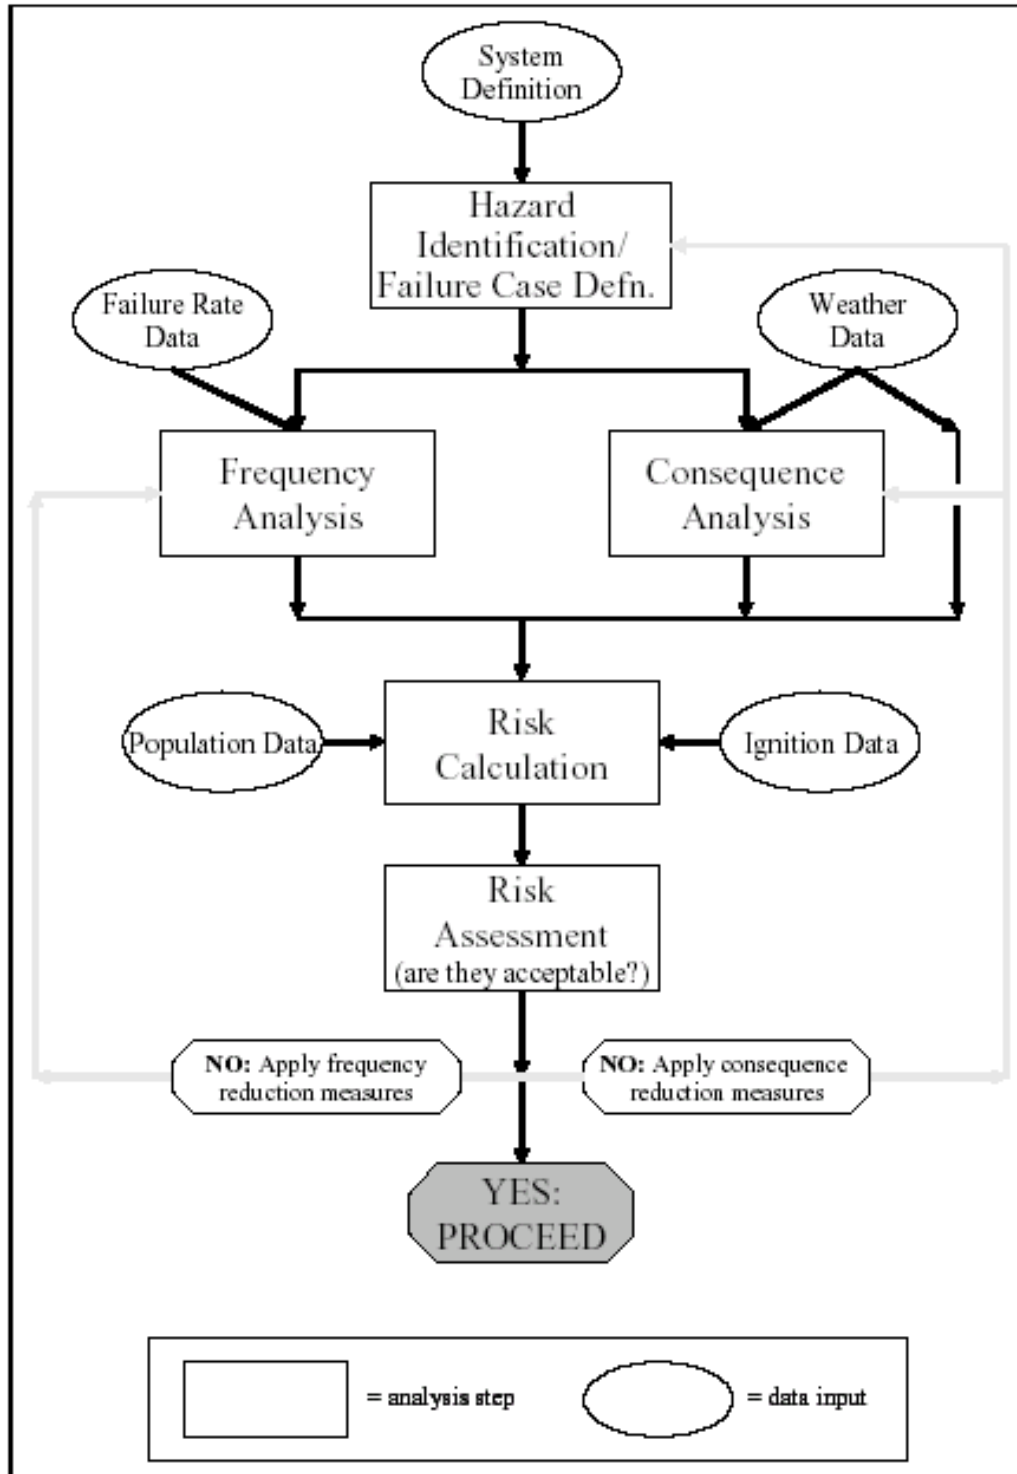 System
Definition
Hazard
Identification/
Failure Case Defn.
Failure Rate
Data
Weather
Data
Frequency
Analysis
Consequence
Analysis
Population Data
Risk
Calculation
Ignition Data
Risk
Assessment
(are they acceptable?)
NO: Apply frequency
reduction measures
NO: Apply consequence
reduction measures
YES:
PROCEED
= analysis step
= data input